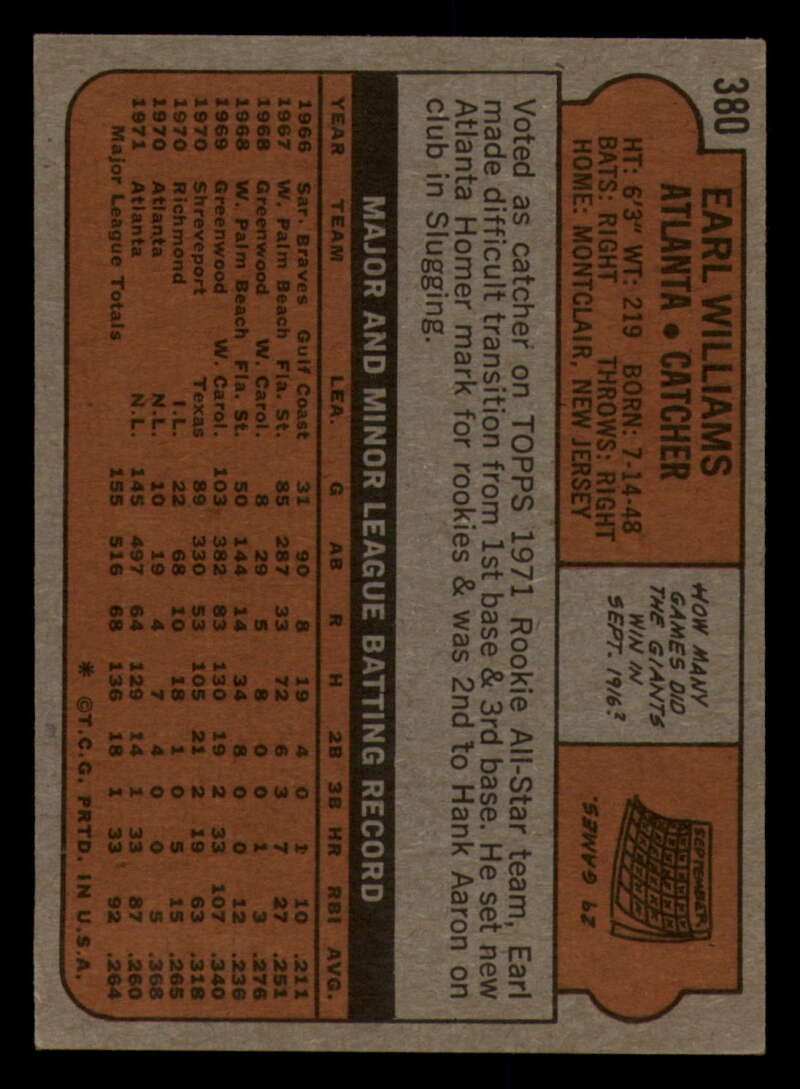 380
EARL WILLIAMS
ATLANTA • CATCHER
HT: 6'3" WT: 219 BORN: 7-14-48
BATS: RIGHT THROWS: RIGHT
HOME: MONTCLAIR, NEW JERSEY
HOW MANY
GAMES DID
THE GIANTS
WIN IN
SEPT. 1916?
SEPTEMBER
29 GAMES.
Voted as catcher on TOPPS 1971 Rookie All-Star team, Earl
made difficult transition from 1st base & 3rd base. He set new
Atlanta Homer mark for rookies & was 2nd to Hank Aaron on
club in Slugging.
MAJOR AND MINOR LEAGUE BATTING RECORD
YEAR TEAM LEA. G AB R H 2B 3B HR RBI AVG.
1966 Sar. Braves Gulf Coast 31 90 8 19 4 0 1 10 .211
1967 W. Palm Beach Fla. St. 85 287 33 72 6 3 7 27 .251
1968 Greenwood W. Carol. 8 29 5 8 0 0 1 3 .276
1968 W. Palm Beach Fla. St. 50 144 14 34 8 0 0 12 .236
1969 Greenwood W. Carol. 103 382 83 130 19 2 33 107 .340
1970 Shreveport Texas 89 330 53 105 21 2 19 63 .318
1970 Richmond I.L. 22 68 10 18 1 0 5 15 .265
1970 Atlanta N.L. 10 19 4 7 4 0 0 5 .368
1971 Atlanta N.L. 145 497 64 129 14 1 33 87 .260
Major League Totals 155 516 68 136 18 1 33 92 .264
* ©T.C.G. PRTD. IN U.S.A.